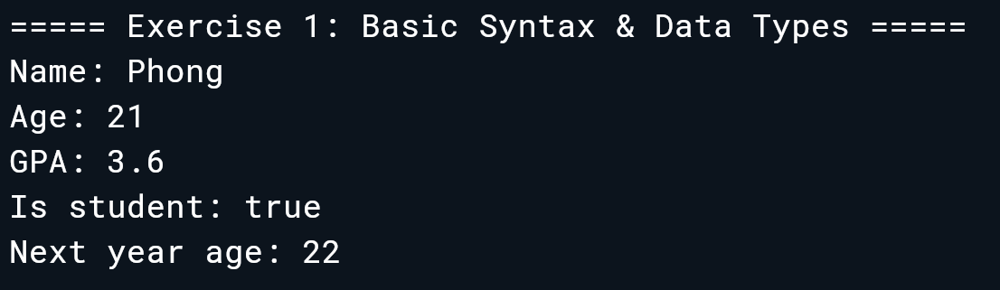 ===== Exercise 1: Basic Syntax & Data Types =====
Name: Phong
Age: 21
GPA: 3.6
Is student: true
Next year age: 22